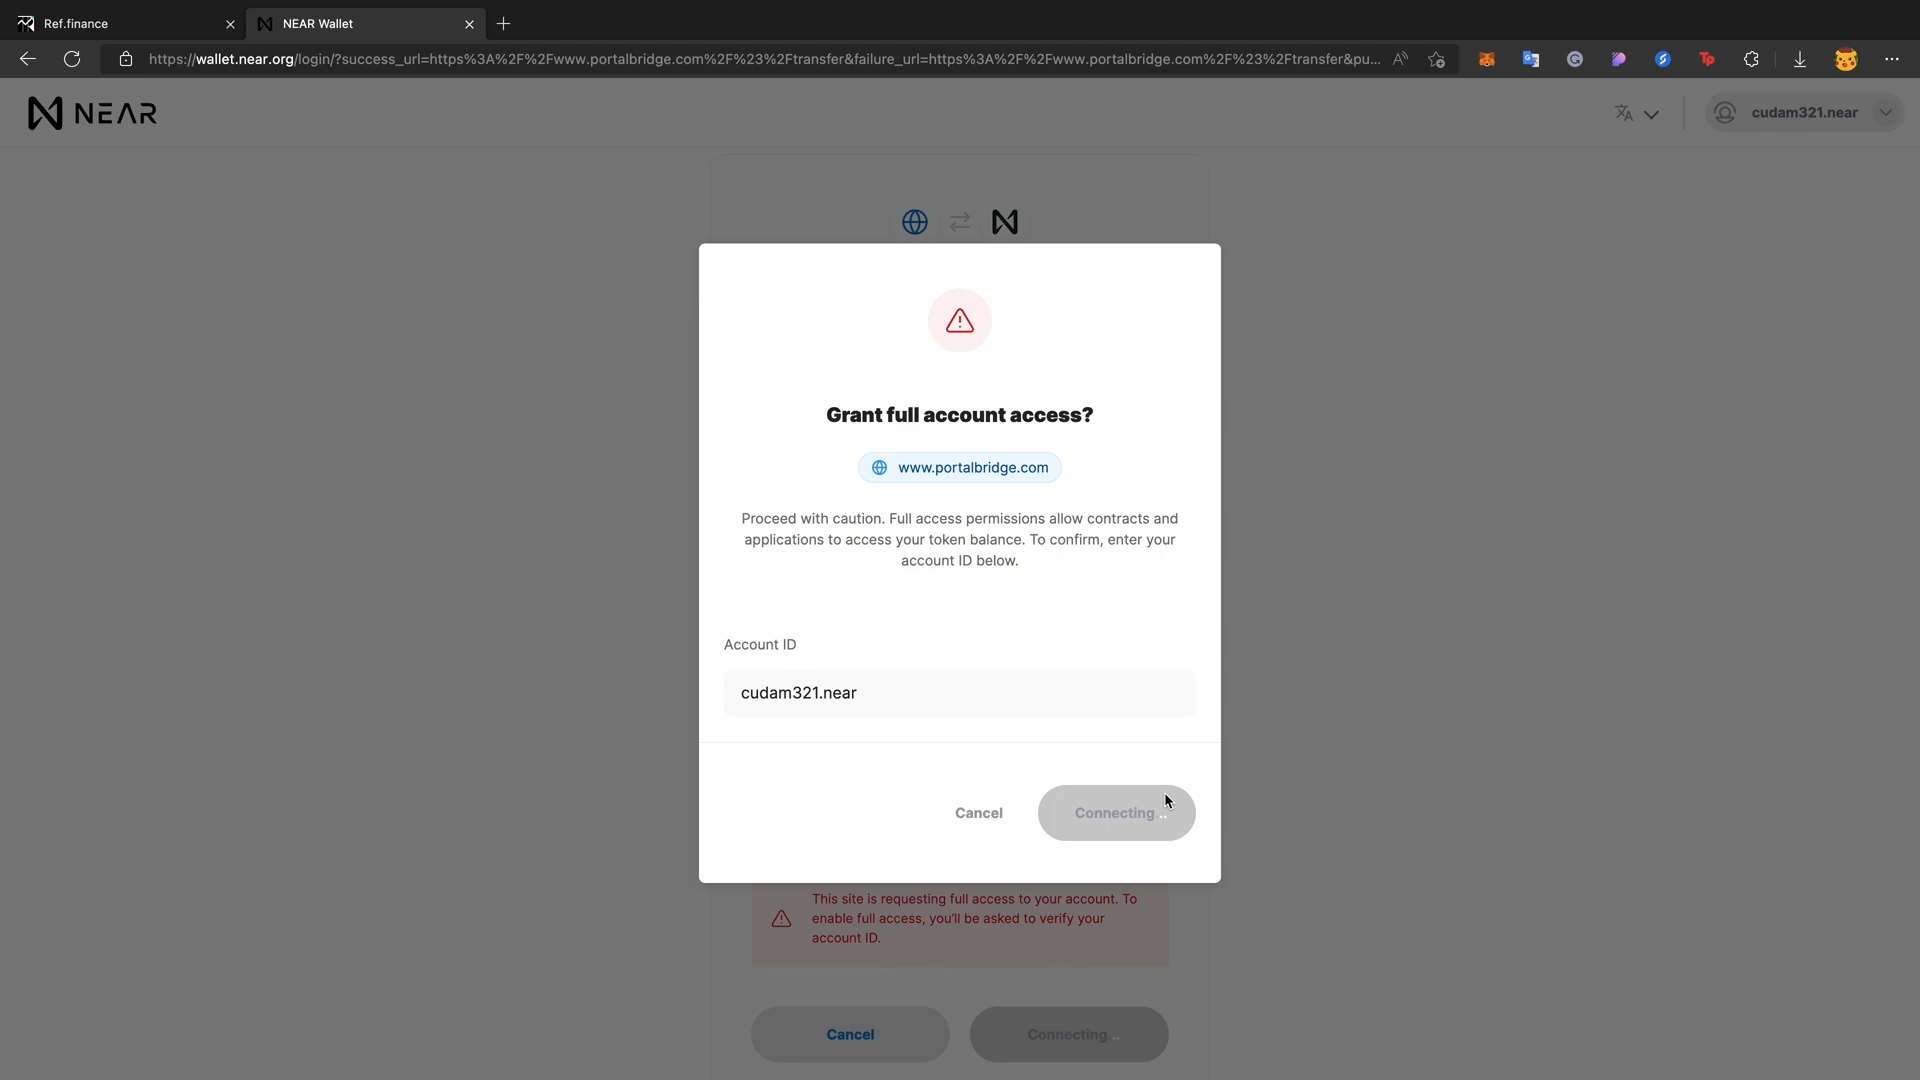 Ref.finance
NEAR Wallet
https://wallet.near.org/login/?success_url=https%3A%2F%2Fwww.portalbridge.com%2F%23%2Ftransfer&failure_url=https%3A%2F%2Fwww.portalbridge.com%2F%23%2Ftransfer&pu...
NEAR
cudam321.near
Grant full account access?
www.portalbridge.com
Proceed with caution. Full access permissions allow contracts and
applications to access your token balance. To confirm, enter your
account ID below.
Account ID
cudam321.near
Cancel
Connecting...
This site is requesting full access to your account. To
enable full access, you'll be asked to verify your
account ID.
Cancel
Connecting..